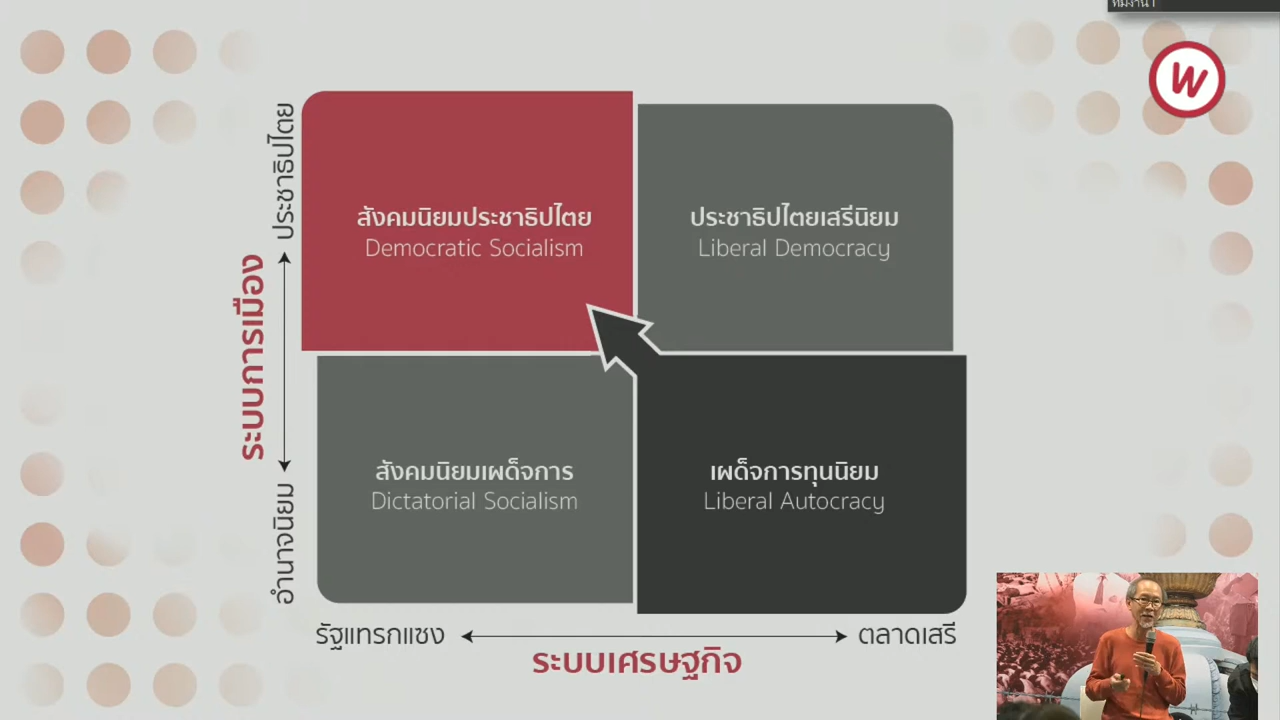 ทีมงาน 1
W
ประชาธิปไตย
ระบบการเมือง
อำนาจนิยม
สังคมนิยมประชาธิปไตย
Democratic Socialism
ประชาธิปไตยเสรีนิยม
Liberal Democracy
สังคมนิยมเผด็จการ
Dictatorial Socialism
เผด็จการทุนนิยม
Liberal Autocracy
รัฐแทรกแซง
ตลาดเสรี
ระบบเศรษฐกิจ